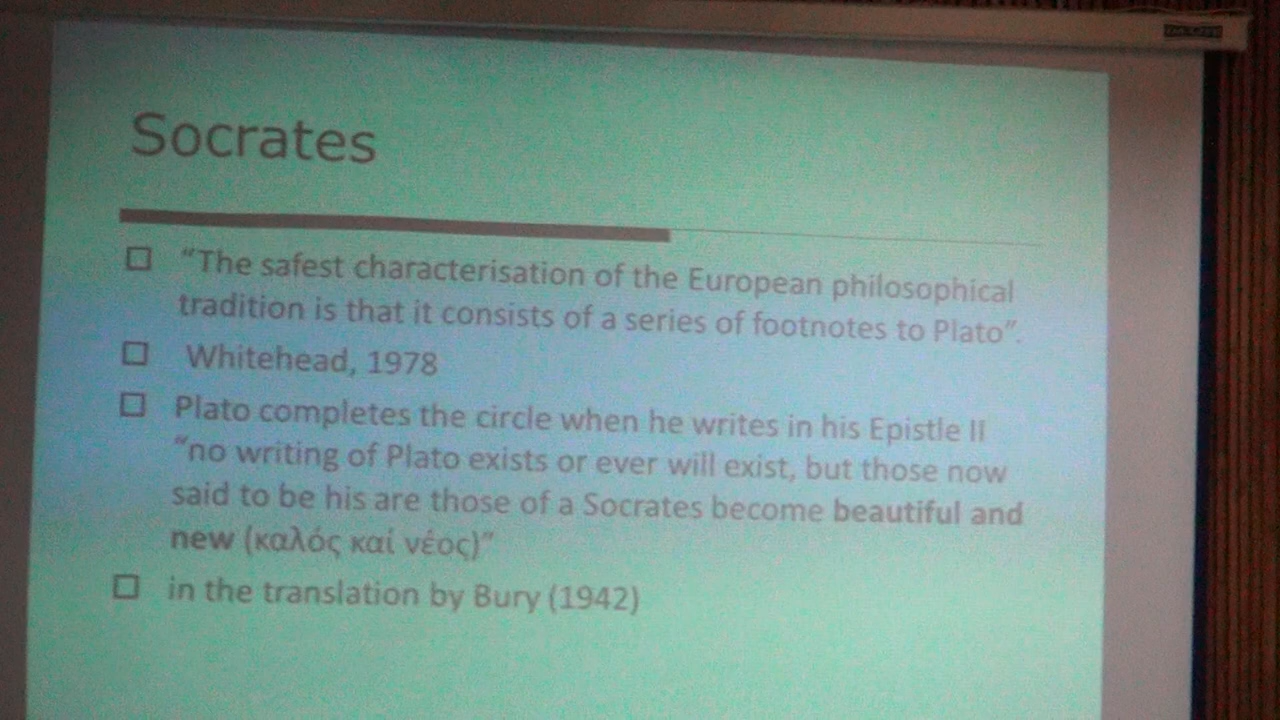 Socrates
"The safest characterisation of the European philosophical
tradition is that it consists of a series of footnotes to Plato".
Whitehead, 1978
Plato completes the circle when he writes in his Epistle II
"no writing of Plato exists or ever will exist, but those now
said to be his are those of a Socrates become beautiful and
new (καλός καί νέος)"
in the translation by Bury (1942)